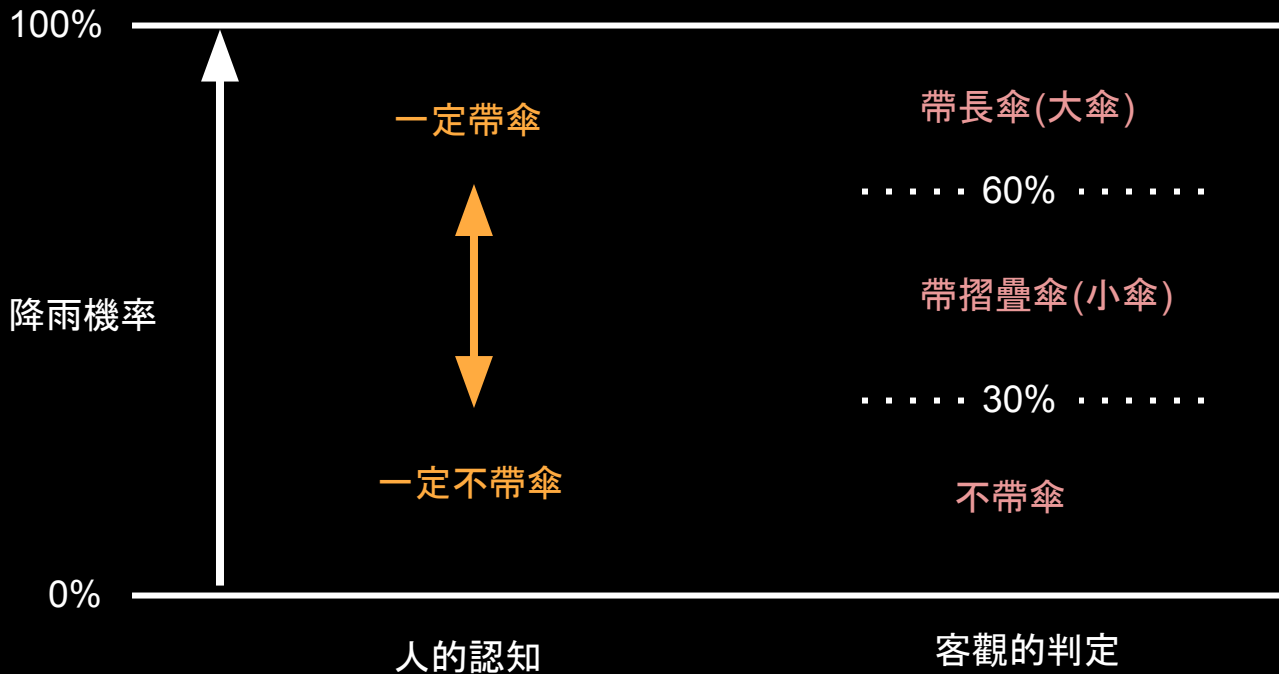 100%
一定帶傘
帶長傘(大傘)
60%
降雨機率
帶摺疊傘(小傘)
30%
一定不帶傘
不帶傘
0%
人的認知
客觀的判定